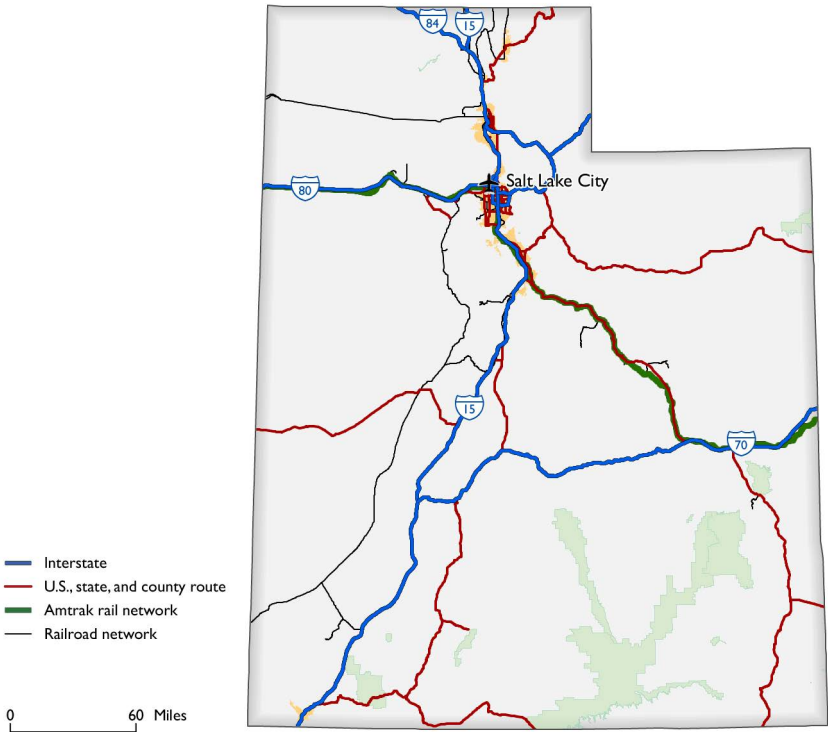 84
15
Salt Lake City
80
15
70
Interstate
U.S., state, and county route
Amtrak rail network
Railroad network
0 60 Miles